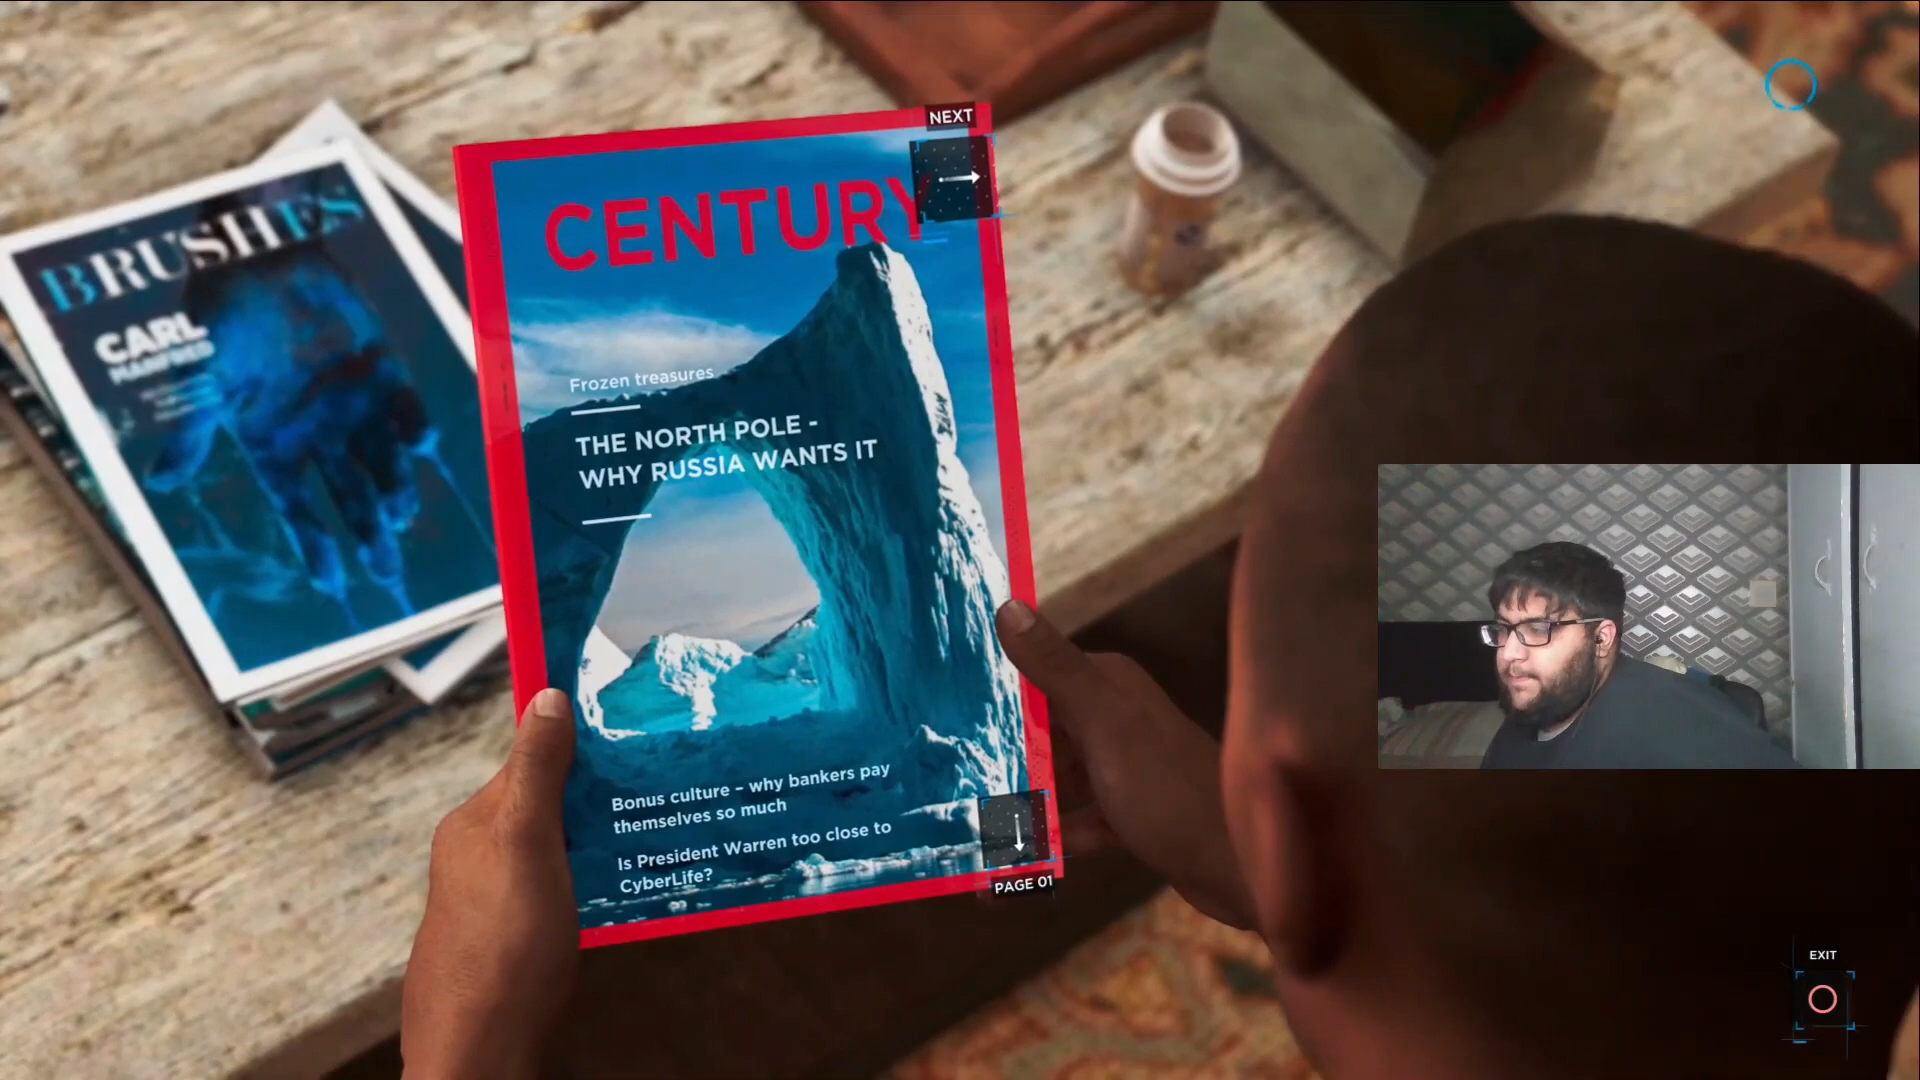 NEXT
CENTURY
BRUSHES
CARL
MANFRED
Frozen treasures
THE NORTH POLE -
WHY RUSSIA WANTS IT
Bonus culture – why bankers pay
themselves so much
Is President Warren too close to
CyberLife?
PAGE 01
EXIT